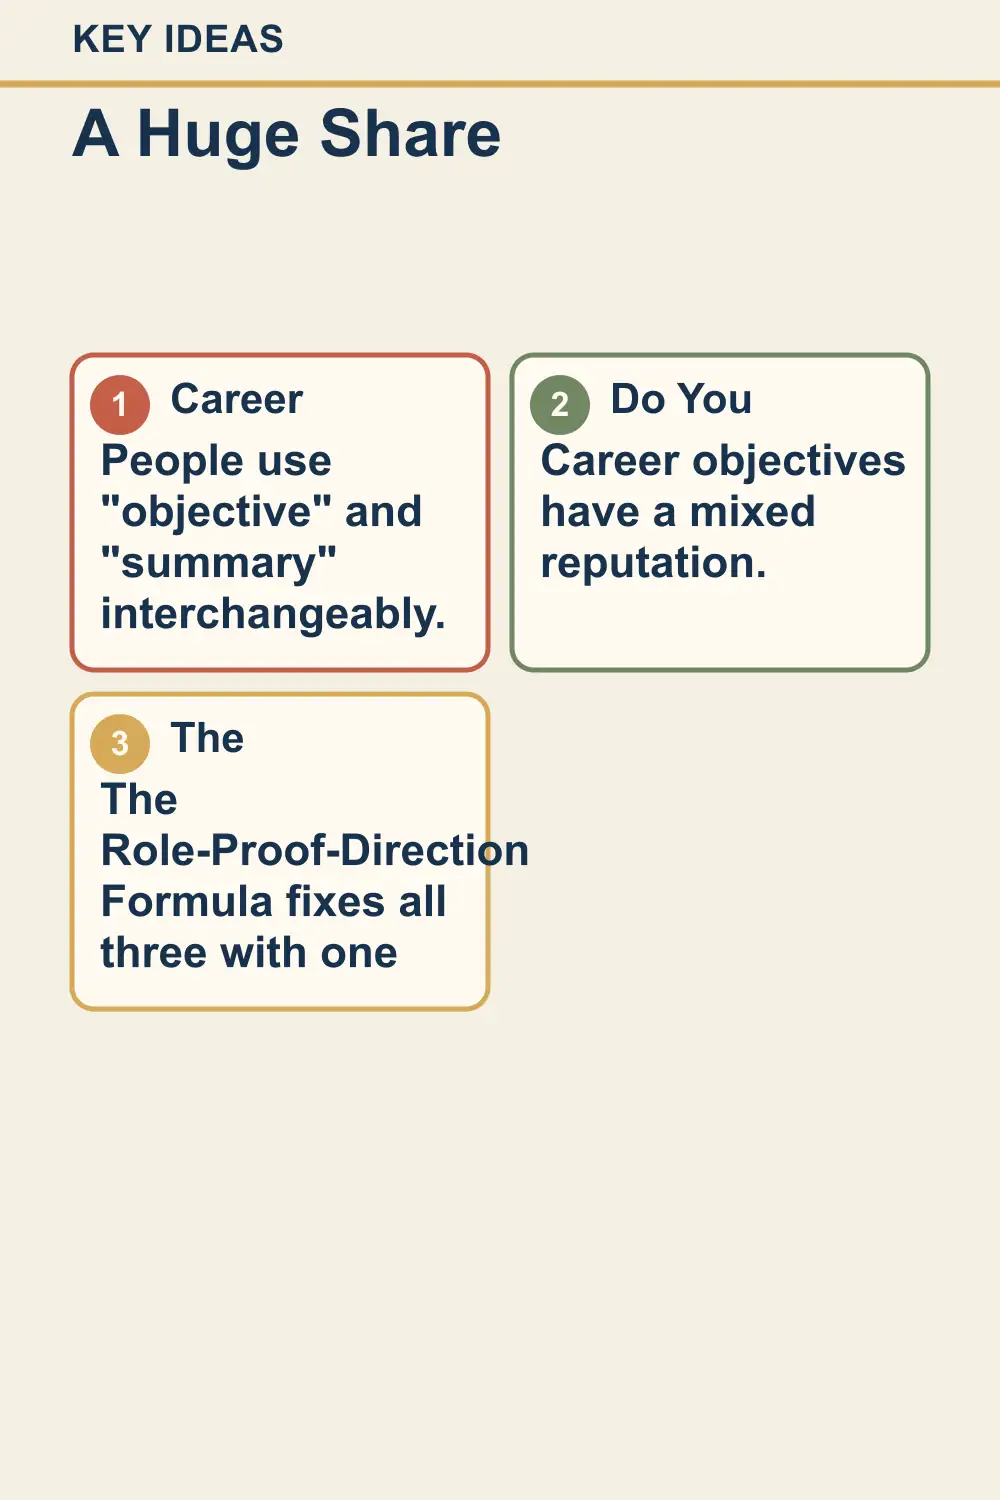 KEY IDEAS
A Huge Share
1 Career
People use
"objective" and
"summary"
interchangeably.
2 Do You
Career objectives
have a mixed
reputation.
3 The
The
Role-Proof-Direction
Formula fixes all
three with one